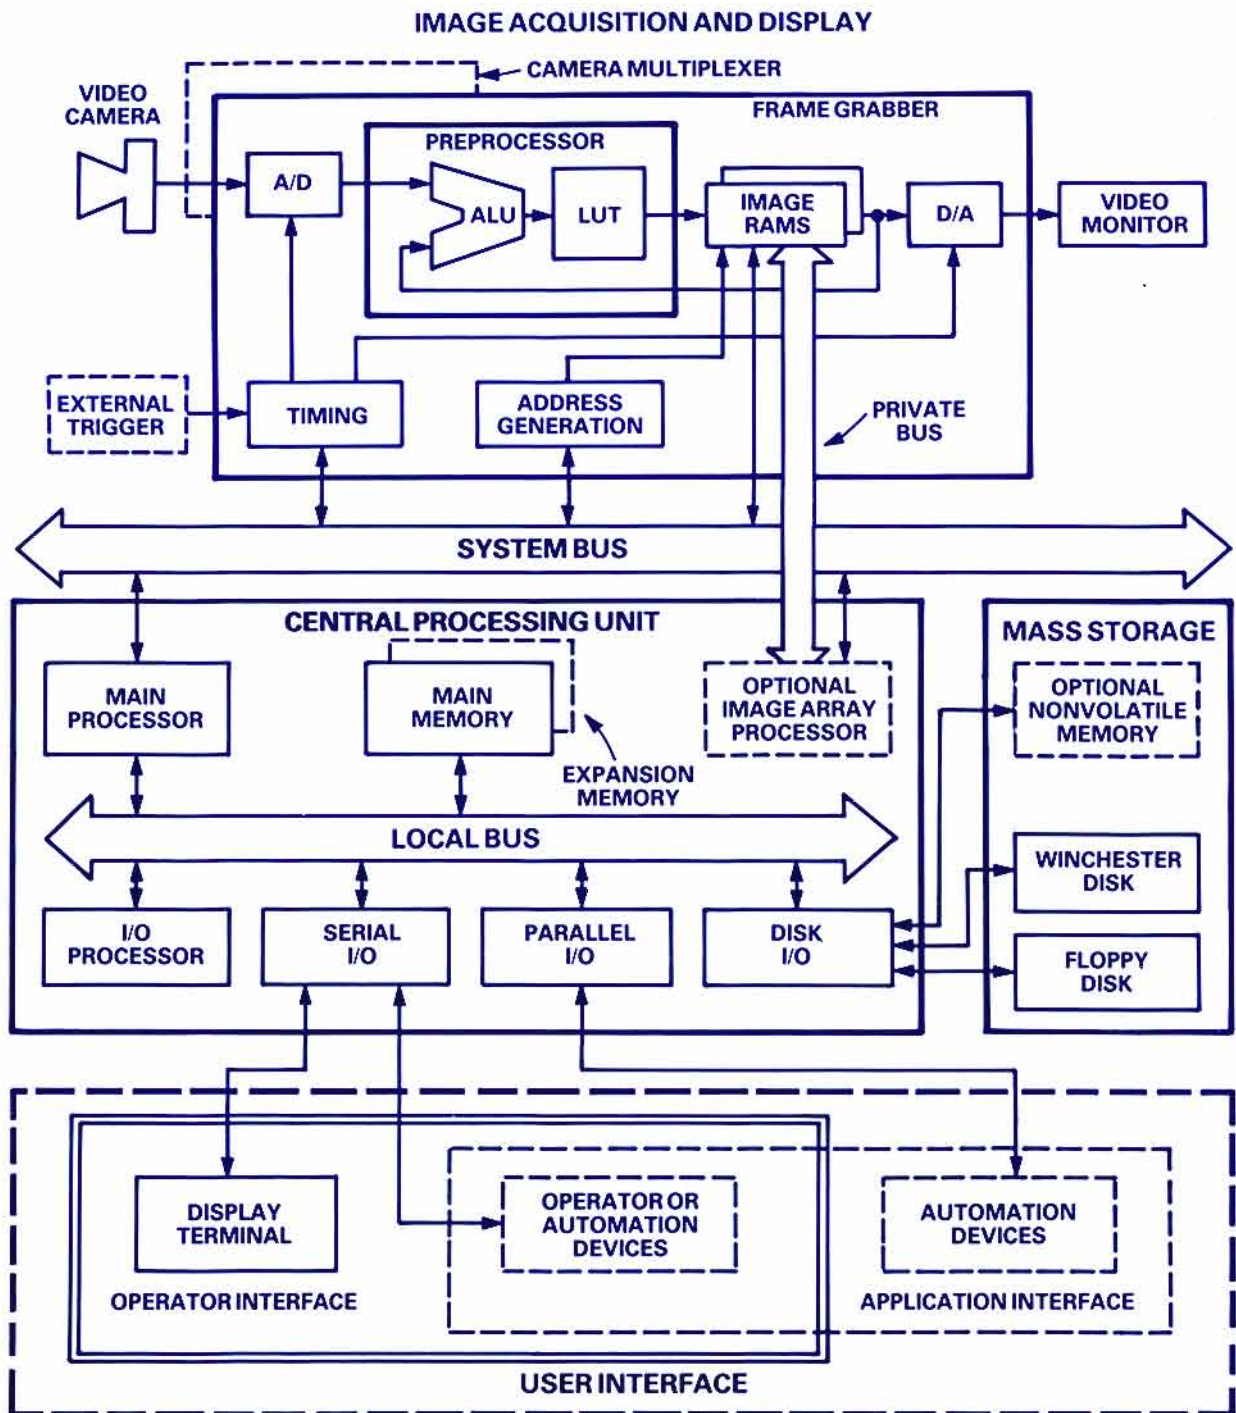 IMAGE ACQUISITION AND DISPLAY
CAMERA MULTIPLEXER
VIDEO
CAMERA
FRAME GRABBER
PREPROCESSOR
A/D
ALU
LUT
IMAGE
RAMS
D/A
VIDEO
MONITOR
EXTERNAL
TRIGGER
TIMING
ADDRESS
GENERATION
PRIVATE
BUS
SYSTEM BUS
CENTRAL PROCESSING UNIT
MASS STORAGE
MAIN
PROCESSOR
MAIN
MEMORY
OPTIONAL
IMAGE ARRAY
PROCESSOR
OPTIONAL
NONVOLATILE
MEMORY
EXPANSION
MEMORY
LOCAL BUS
WINCHESTER
DISK
I/O
PROCESSOR
SERIAL
I/O
PARALLEL
I/O
DISK
I/O
FLOPPY
DISK
DISPLAY
TERMINAL
OPERATOR OR
AUTOMATION
DEVICES
AUTOMATION
DEVICES
OPERATOR INTERFACE
APPLICATION INTERFACE
USER INTERFACE